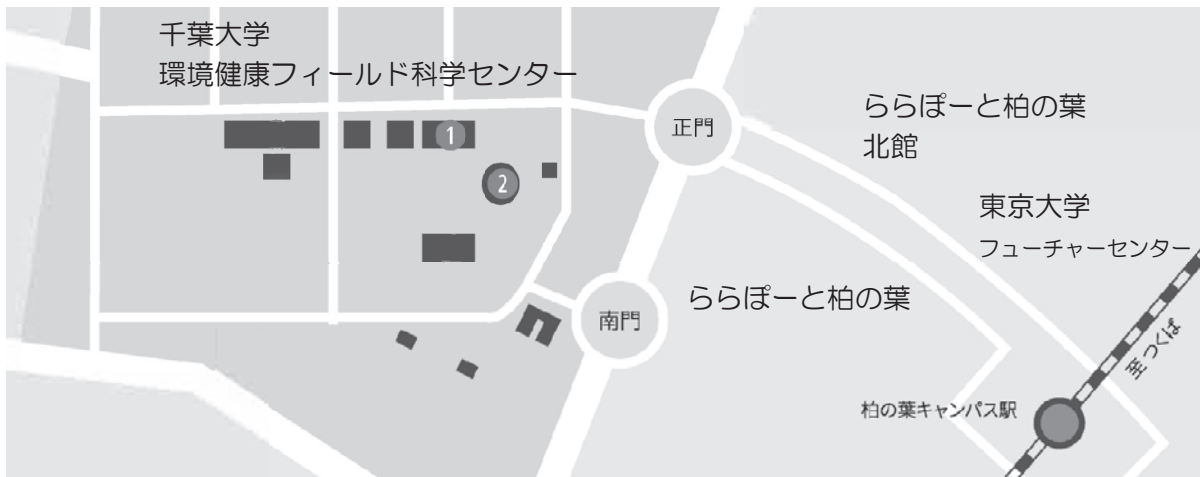 千葉大学
環境健康フィールド科学センター
1
2
正門
ららぽーと柏の葉
北館
東京大学
フューチャーセンター
ららぽーと柏の葉
南門
至つくば
柏の葉キャンパス駅